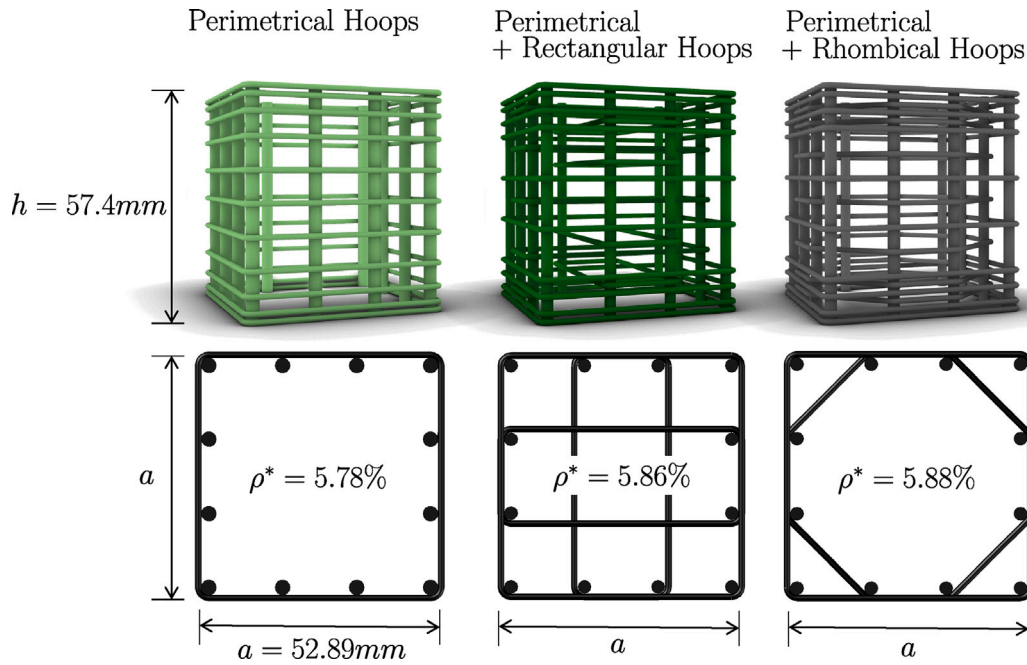 Perimetrical Hoops
Perimetrical
+ Rectangular Hoops
Perimetrical
+ Rhombical Hoops
h = 57.4mm
a
ρ* = 5.78%
ρ* = 5.86%
ρ* = 5.88%
a = 52.89mm
a
a